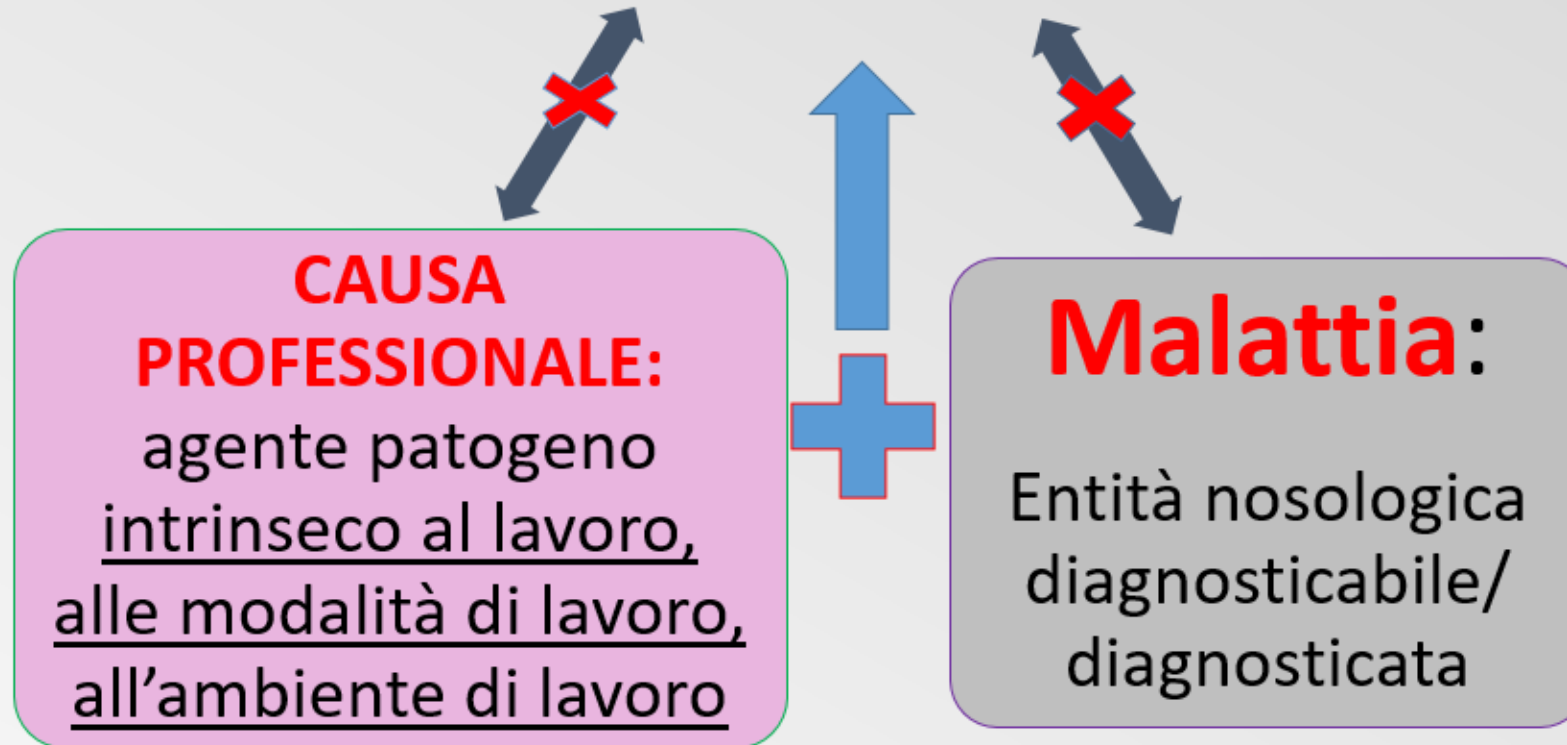 CAUSA
PROFESSIONALE:
agente patogeno
intrinseco al lavoro,
alle modalità di lavoro,
all’ambiente di lavoro
Malattia:
Entità nosologica
diagnosticabile/
diagnosticata